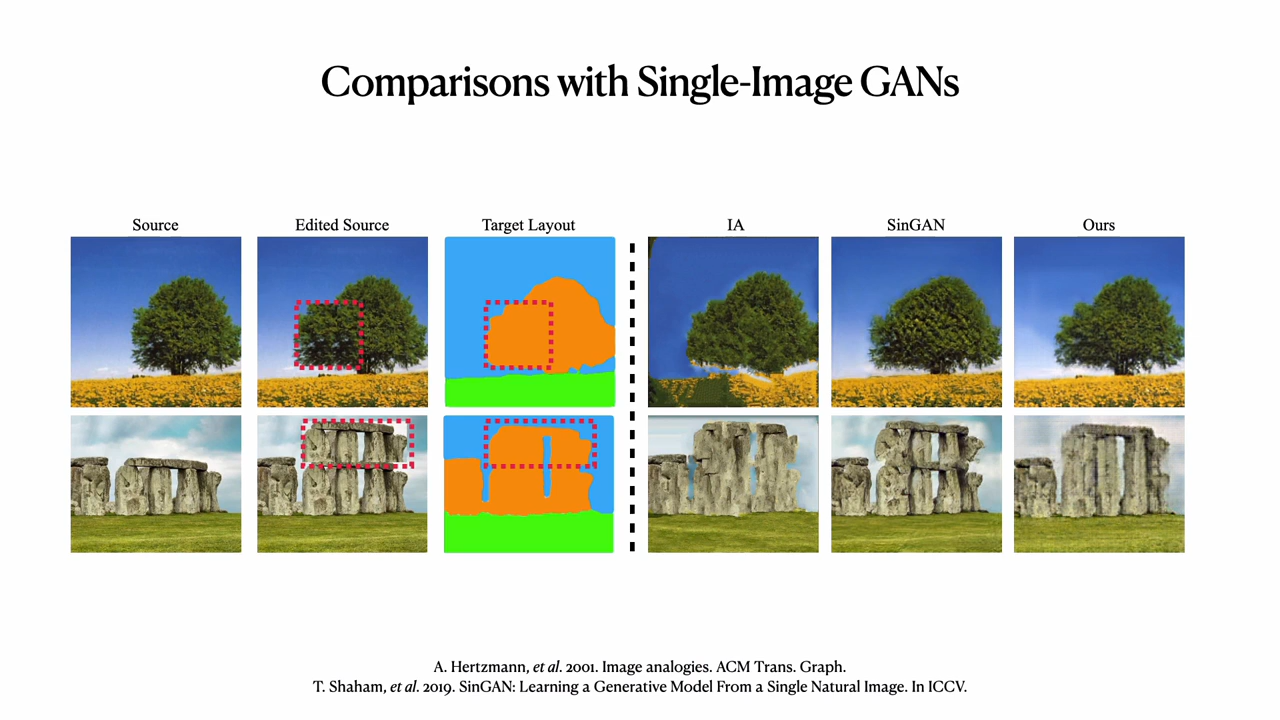 Comparisons with Single-Image GANs
Source Edited Source Target Layout IA SinGAN Ours
A. Hertzmann, et al. 2001. Image analogies. ACM Trans. Graph.
T. Shaham, et al. 2019. SinGAN: Learning a Generative Model From a Single Natural Image. In ICCV.